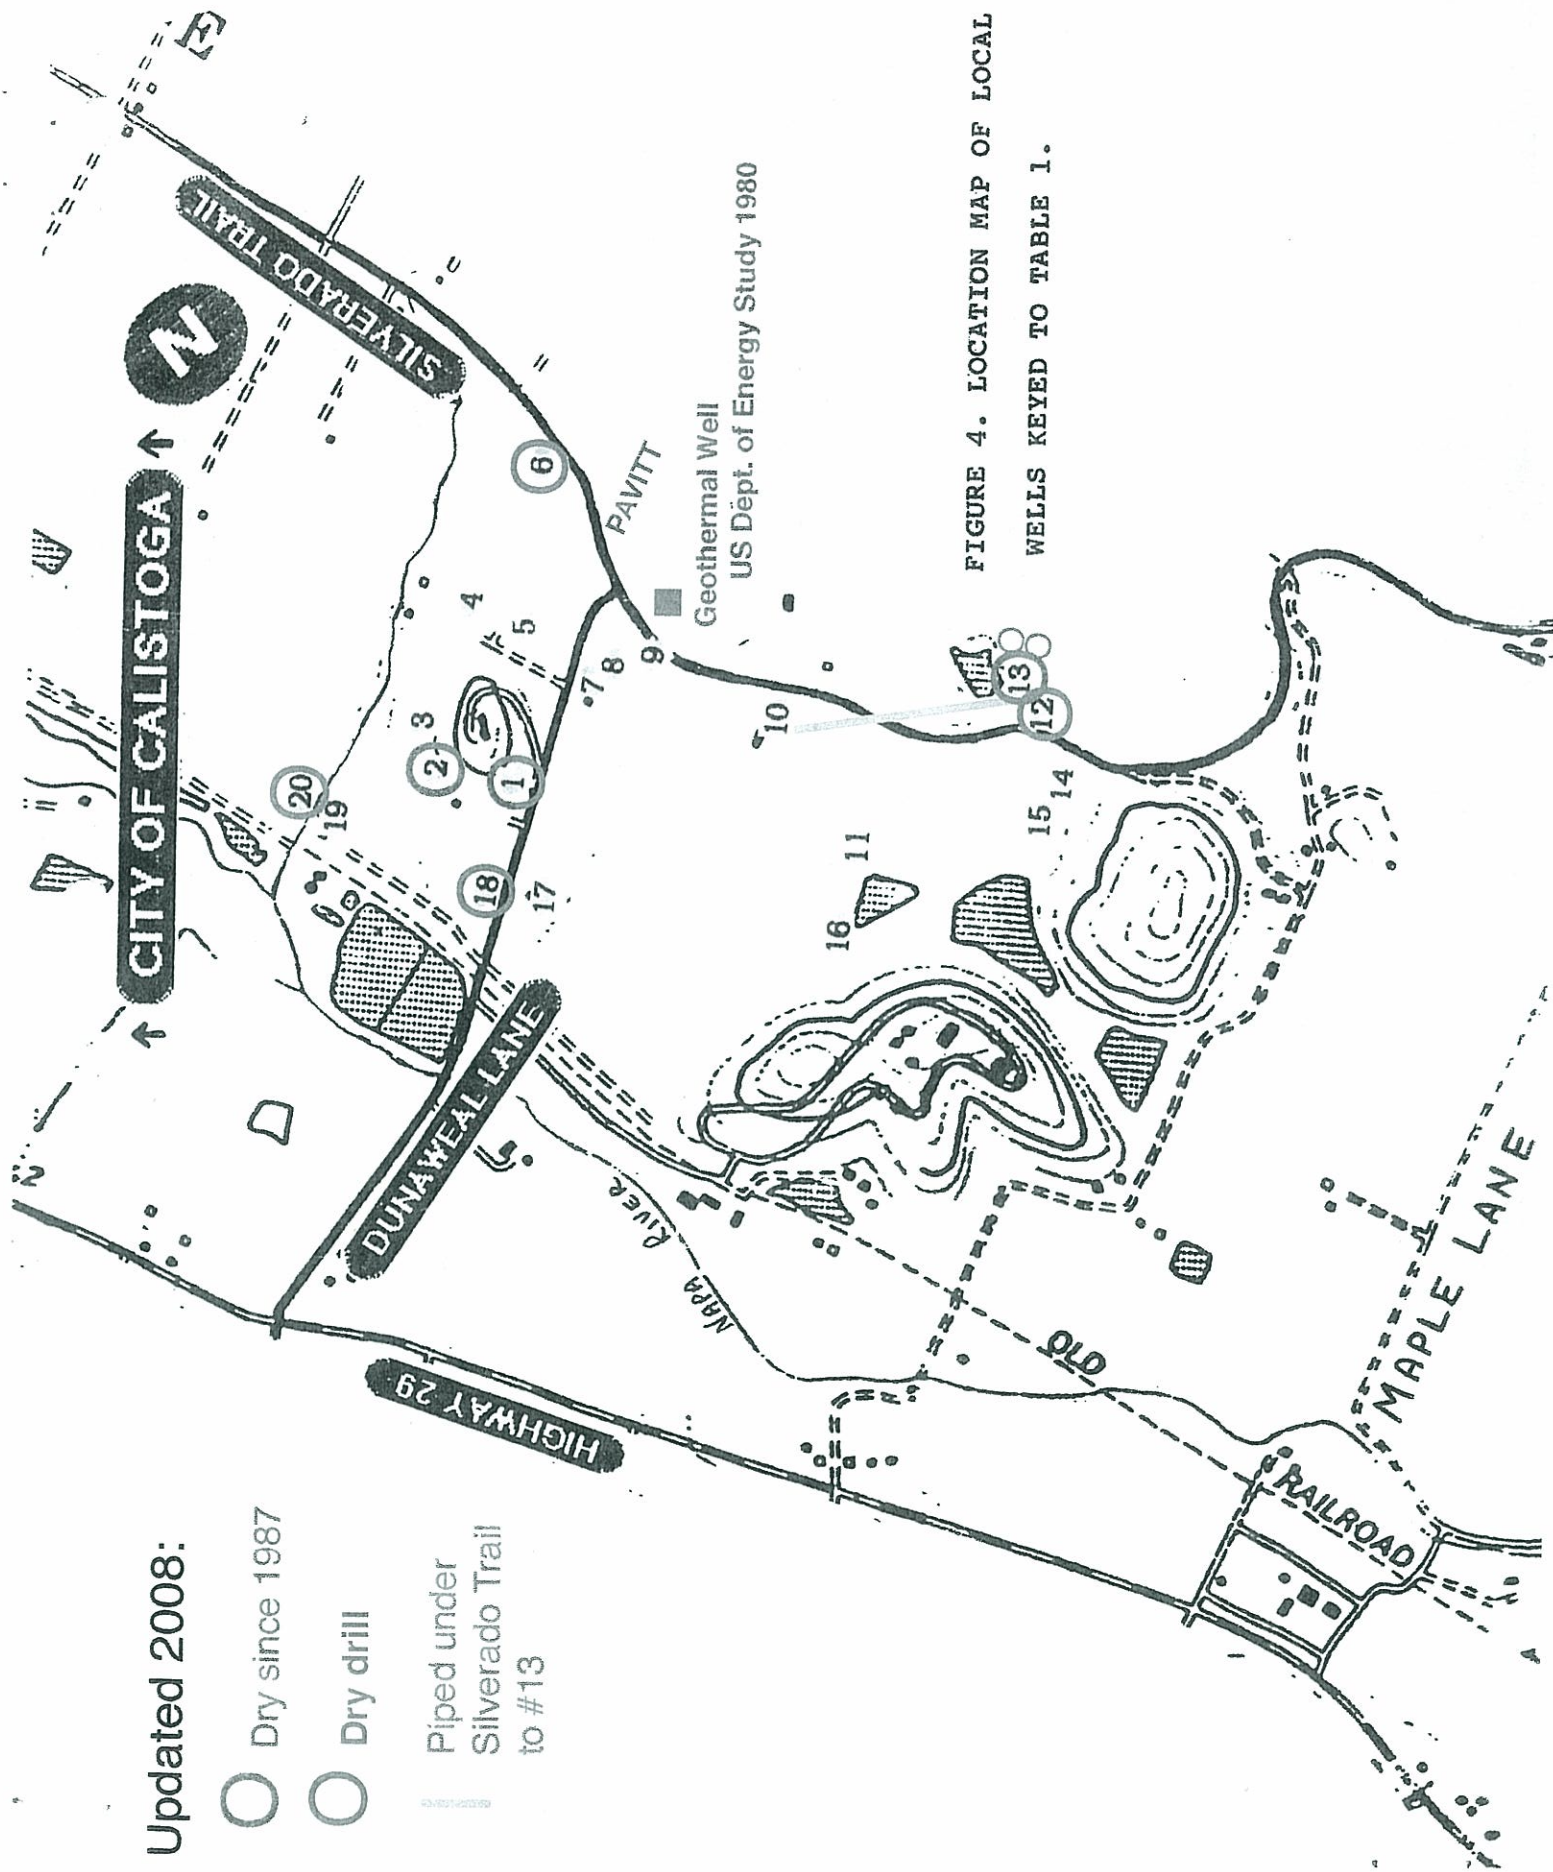 Updated 2008:
Dry since 1987
Dry drill
Piped under
Silverado Trail
to #13
CITY OF CALISTOGA
N
E
N
SILVERADO TRAIL
HIGHWAY 29
DUNAWEAL LANE
PAVITT
Geothermal Well
US Dept. of Energy Study 1980
FIGURE 4. LOCATION MAP OF LOCAL
WELLS KEYED TO TABLE 1.
20
19
2
3
4
5
6
1
18
17
7
8
9
10
11
16
12
13
14
15
NAPA RIVER
OLD
RAILROAD
MAPLE LANE